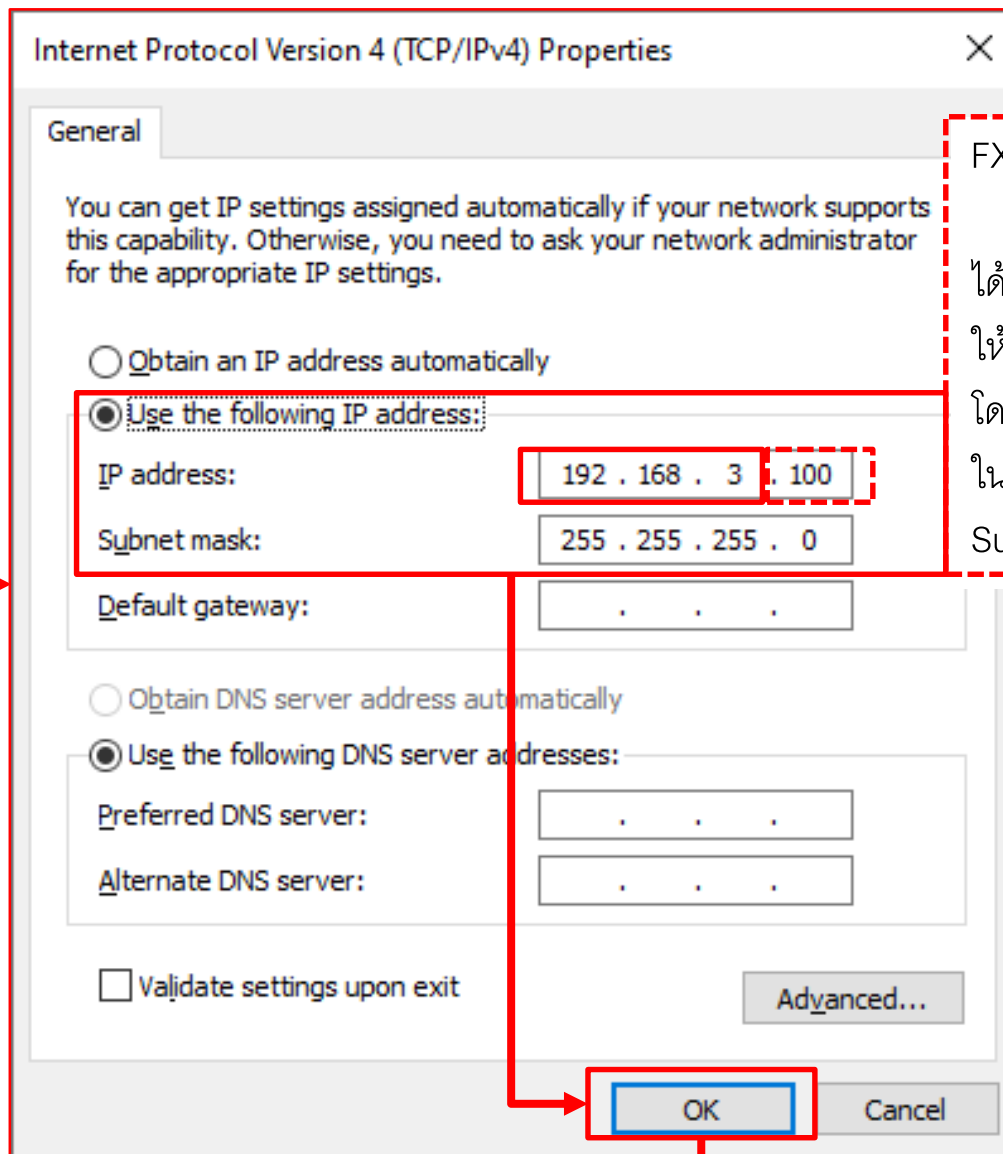 Internet Protocol Version 4 (TCP/IPv4) Properties
General
You can get IP settings assigned automatically if your network supports
this capability. Otherwise, you need to ask your network administrator
for the appropriate IP settings.
Obtain an IP address automatically
Use the following IP address:
IP address: 192 . 168 . 3 . 100
Subnet mask: 255 . 255 . 255 . 0
Default gateway: . . .
Obtain DNS server address automatically
Use the following DNS server addresses:
Preferred DNS server: . . .
Alternate DNS server: . . .
Validate settings upon exit
Advanced...
OK Cancel